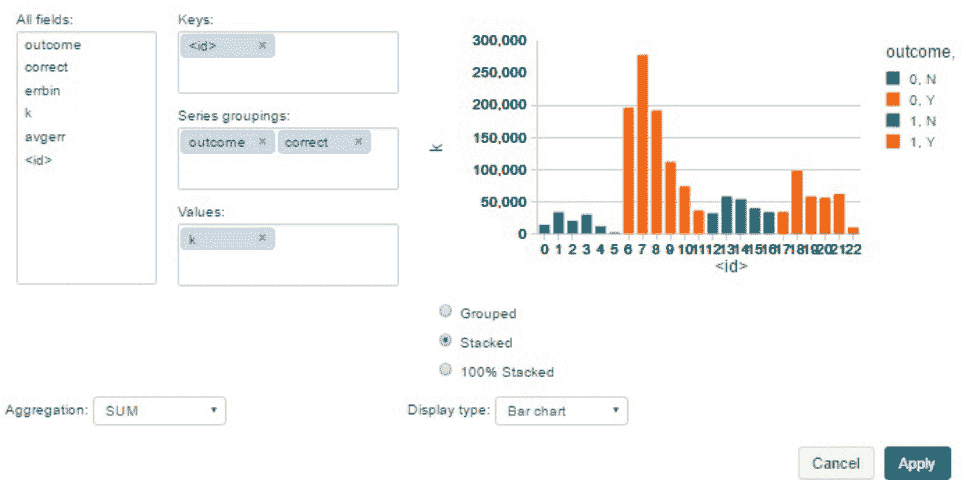 All fields:
outcome
correct
errbin
k
avgerr
<id>
Keys:
<id> ×
Series groupings:
outcome × correct ×
Values:
k ×
300,000
250,000
200,000
150,000
100,000
50,000
0
k
0 1 2 3 4 5 6 7 8 9 10 11 12 13 14 15 16 17 18 19 20 21 22
<id>
outcome,
0, N
0, Y
1, N
1, Y
Grouped
Stacked
100% Stacked
Aggregation: SUM
Display type: Bar chart
Cancel Apply